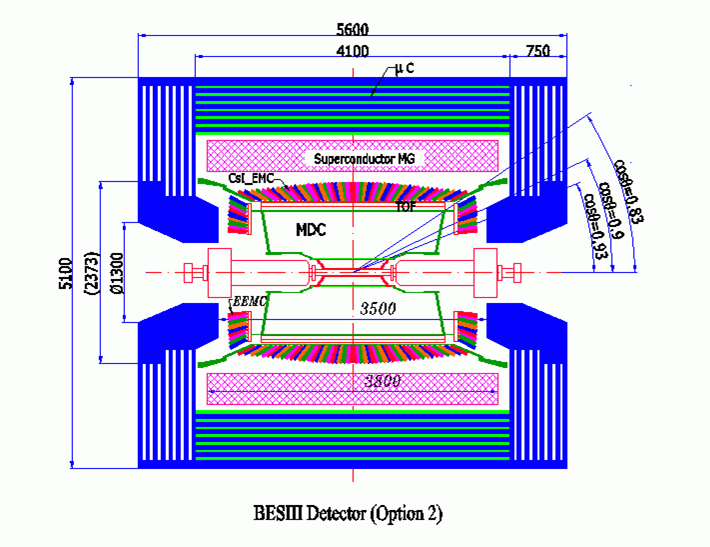 5600
4100
750
μC
Superconductor MG
CsI_EMC
TOF
MDC
cosθ=0.83
cosθ=0.9
cosθ=0.93
5100
(2373)
Ø1300
EEMC
3500
3800
BESIII Detector (Option 2)